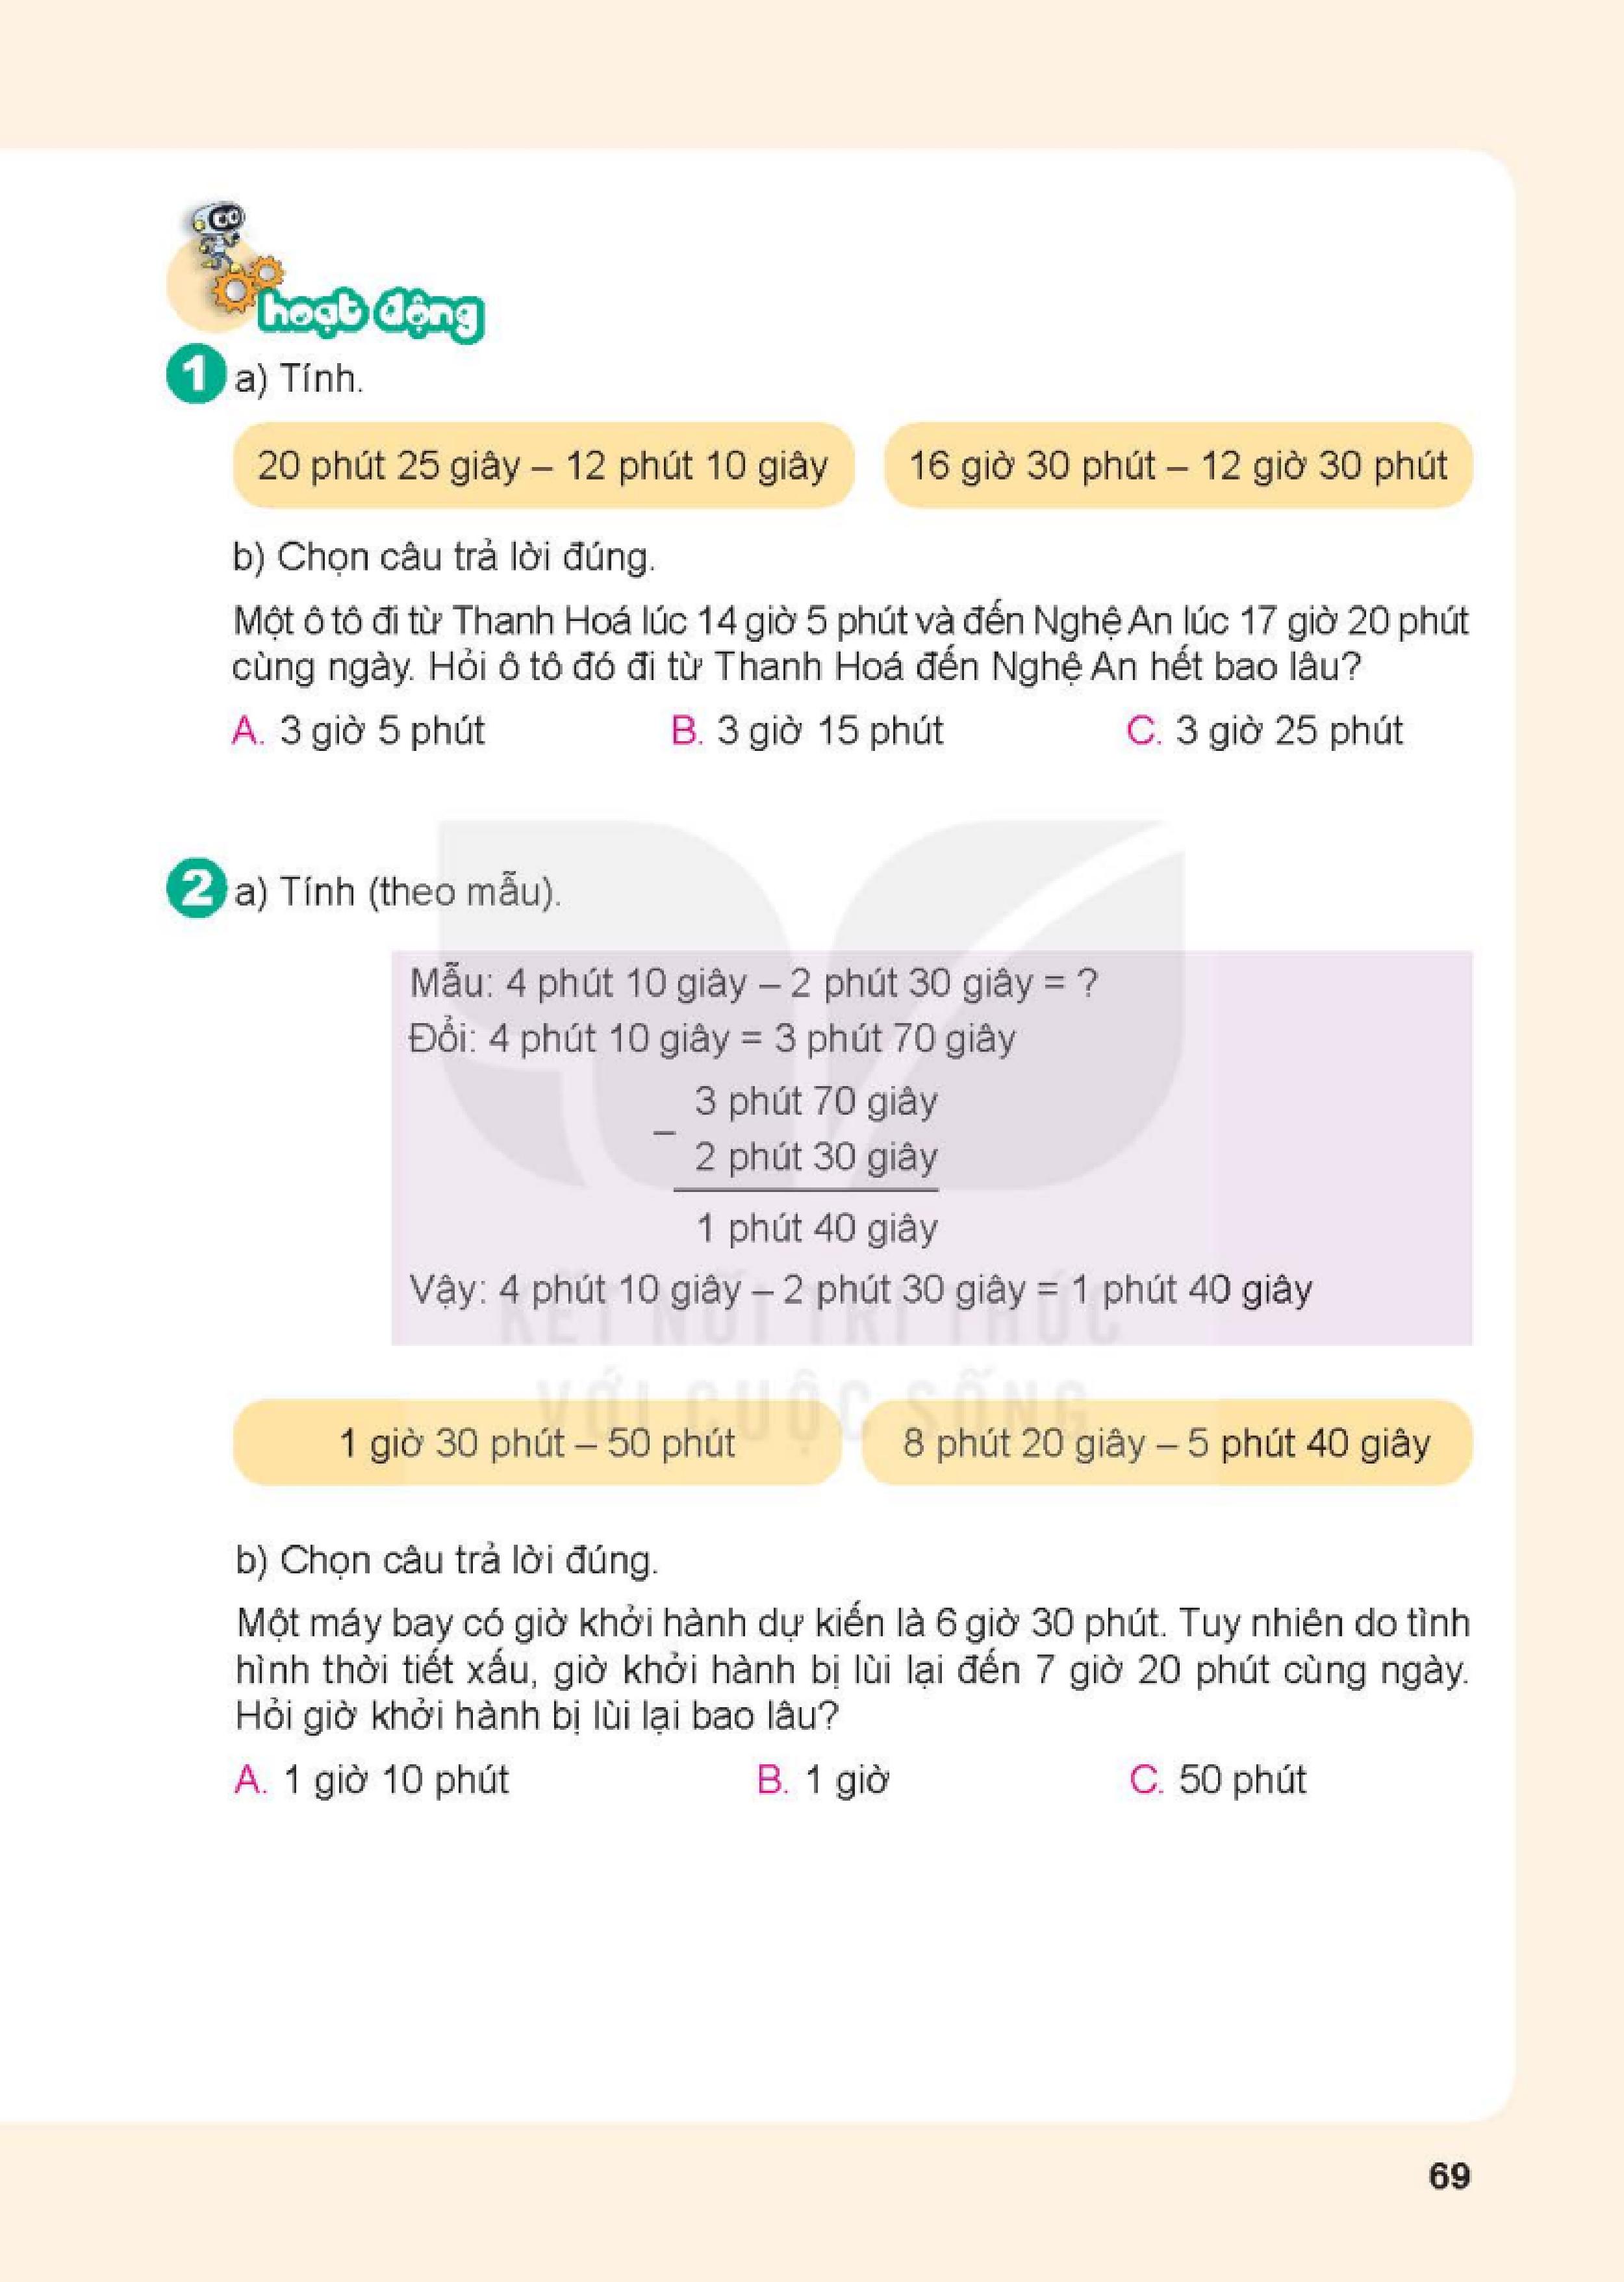 hoạt động
1 a) Tính.
20 phút 25 giây – 12 phút 10 giây
16 giờ 30 phút – 12 giờ 30 phút
b) Chọn câu trả lời đúng.
Một ô tô đi từ Thanh Hoá lúc 14 giờ 5 phút và đến Nghệ An lúc 17 giờ 20 phút
cùng ngày. Hỏi ô tô đó đi từ Thanh Hoá đến Nghệ An hết bao lâu?
A. 3 giờ 5 phút B. 3 giờ 15 phút C. 3 giờ 25 phút
2 a) Tính (theo mẫu).
Mẫu: 4 phút 10 giây – 2 phút 30 giây = ?
Đổi: 4 phút 10 giây = 3 phút 70 giây
3 phút 70 giây
–
2 phút 30 giây
1 phút 40 giây
Vậy: 4 phút 10 giây – 2 phút 30 giây = 1 phút 40 giây
KẾT NỐI TRI THỨC
VỚI CUỘC SỐNG
1 giờ 30 phút – 50 phút
8 phút 20 giây – 5 phút 40 giây
b) Chọn câu trả lời đúng.
Một máy bay có giờ khởi hành dự kiến là 6 giờ 30 phút. Tuy nhiên do tình
hình thời tiết xấu, giờ khởi hành bị lùi lại đến 7 giờ 20 phút cùng ngày.
Hỏi giờ khởi hành bị lùi lại bao lâu?
A. 1 giờ 10 phút B. 1 giờ C. 50 phút
69